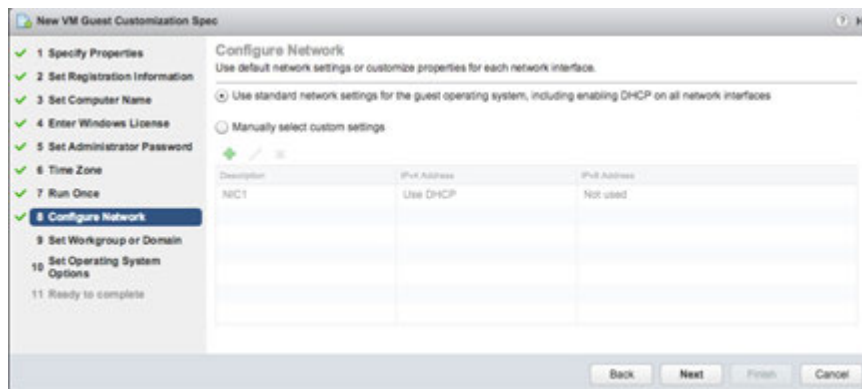 New VM Guest Customization Spec
1 Specify Properties
2 Set Registration Information
3 Set Computer Name
4 Enter Windows License
5 Set Administrator Password
6 Time Zone
7 Run Once
8 Configure Network
9 Set Workgroup or Domain
10 Set Operating System
Options
11 Ready to complete
Configure Network
Use default network settings or customize properties for each network interface.
Use standard network settings for the guest operating system, including enabling DHCP on all network interfaces
Manually select custom settings
Description IPv4 Address IPv6 Address
NIC1 Use DHCP Not used
Back Next Finish Cancel